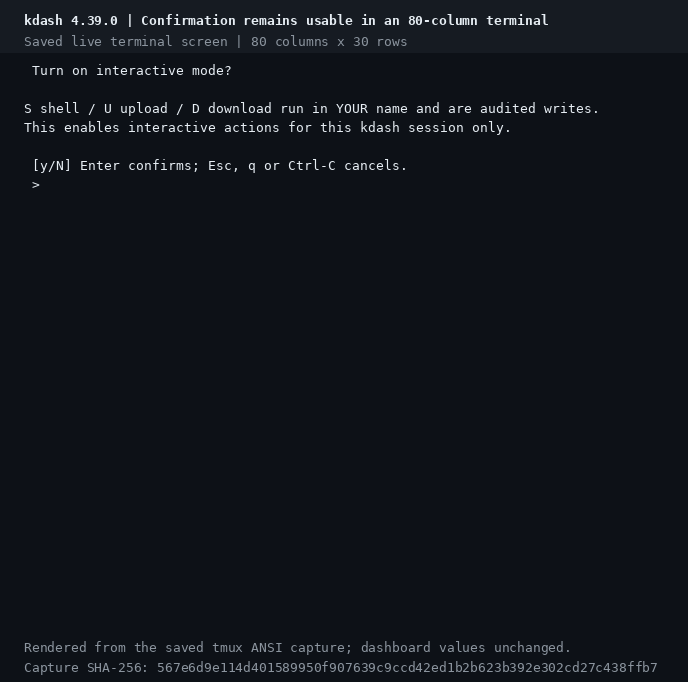 kdash 4.39.0 | Confirmation remains usable in an 80-column terminal
Saved live terminal screen | 80 columns x 30 rows
Turn on interactive mode?
S shell / U upload / D download run in YOUR name and are audited writes.
This enables interactive actions for this kdash session only.
[y/N] Enter confirms; Esc, q or Ctrl-C cancels.
>
Rendered from the saved tmux ANSI capture; dashboard values unchanged.
Capture SHA-256: 567e6d9e114d401589950f907639c9ccd42ed1b2b623b392e302cd27c438ffb7